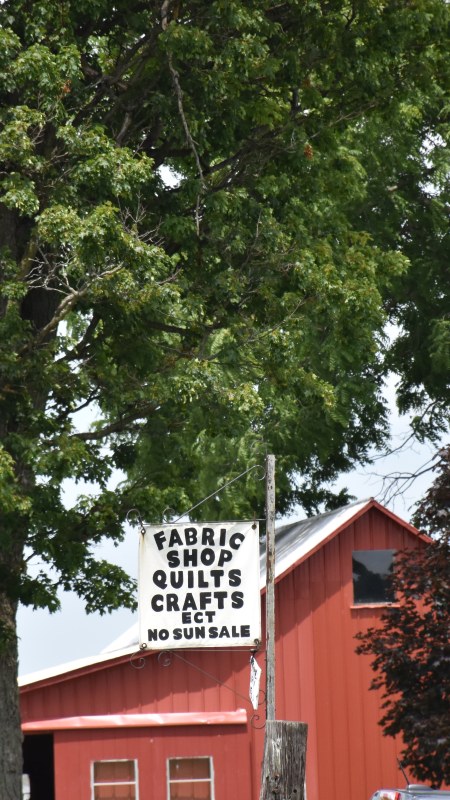 FABRIC
SHOP
QUILTS
CRAFTS
ECT
NO SUN SALE